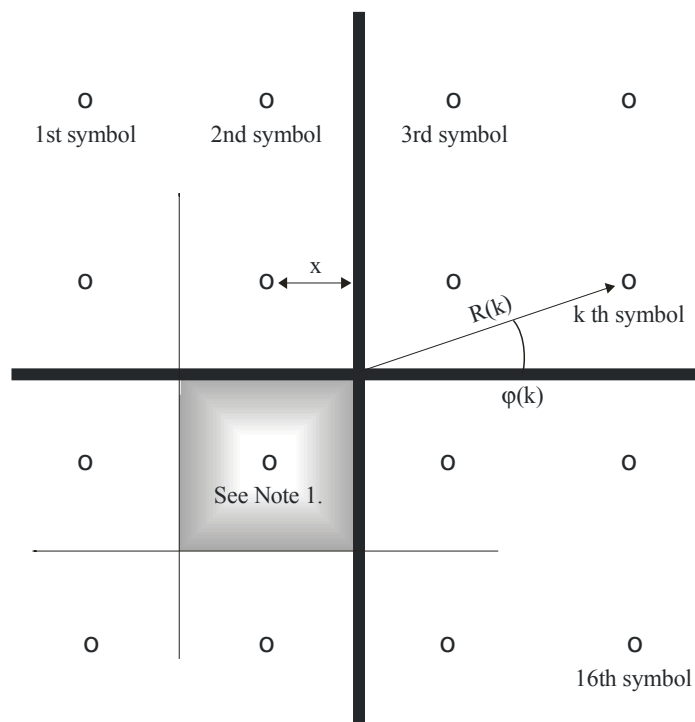 1st symbol 2nd symbol 3rd symbol
x
R(k)
k th symbol
φ(k)
See Note 1.
16th symbol